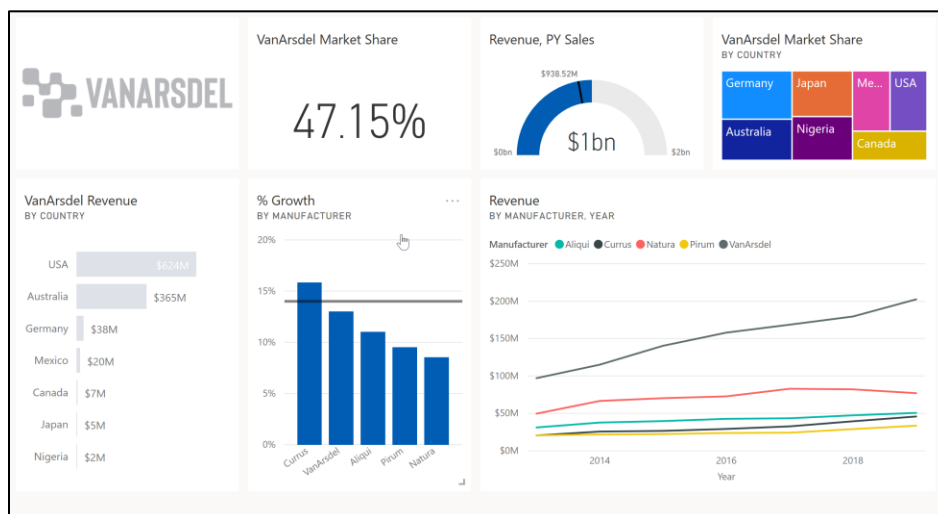 VANARSDEL
VanArsdel Market Share
47.15%
Revenue, PY Sales
$938.52M
$1bn
$0bn
$2bn
VanArsdel Market Share
BY COUNTRY
Germany
Japan
Me...
USA
Australia
Nigeria
Canada
VanArsdel Revenue
BY COUNTRY
USA $624M
Australia $365M
Germany $38M
Mexico $20M
Canada $7M
Japan $5M
Nigeria $2M
% Growth
BY MANUFACTURER
20%
15%
10%
5%
0%
Currus VanArsdel Aliqui Pirum Natura
Revenue
BY MANUFACTURER, YEAR
Manufacturer Aliqui Currus Natura Pirum VanArsdel
$250M
$200M
$150M
$100M
$50M
$0M
2014 2016 2018
Year